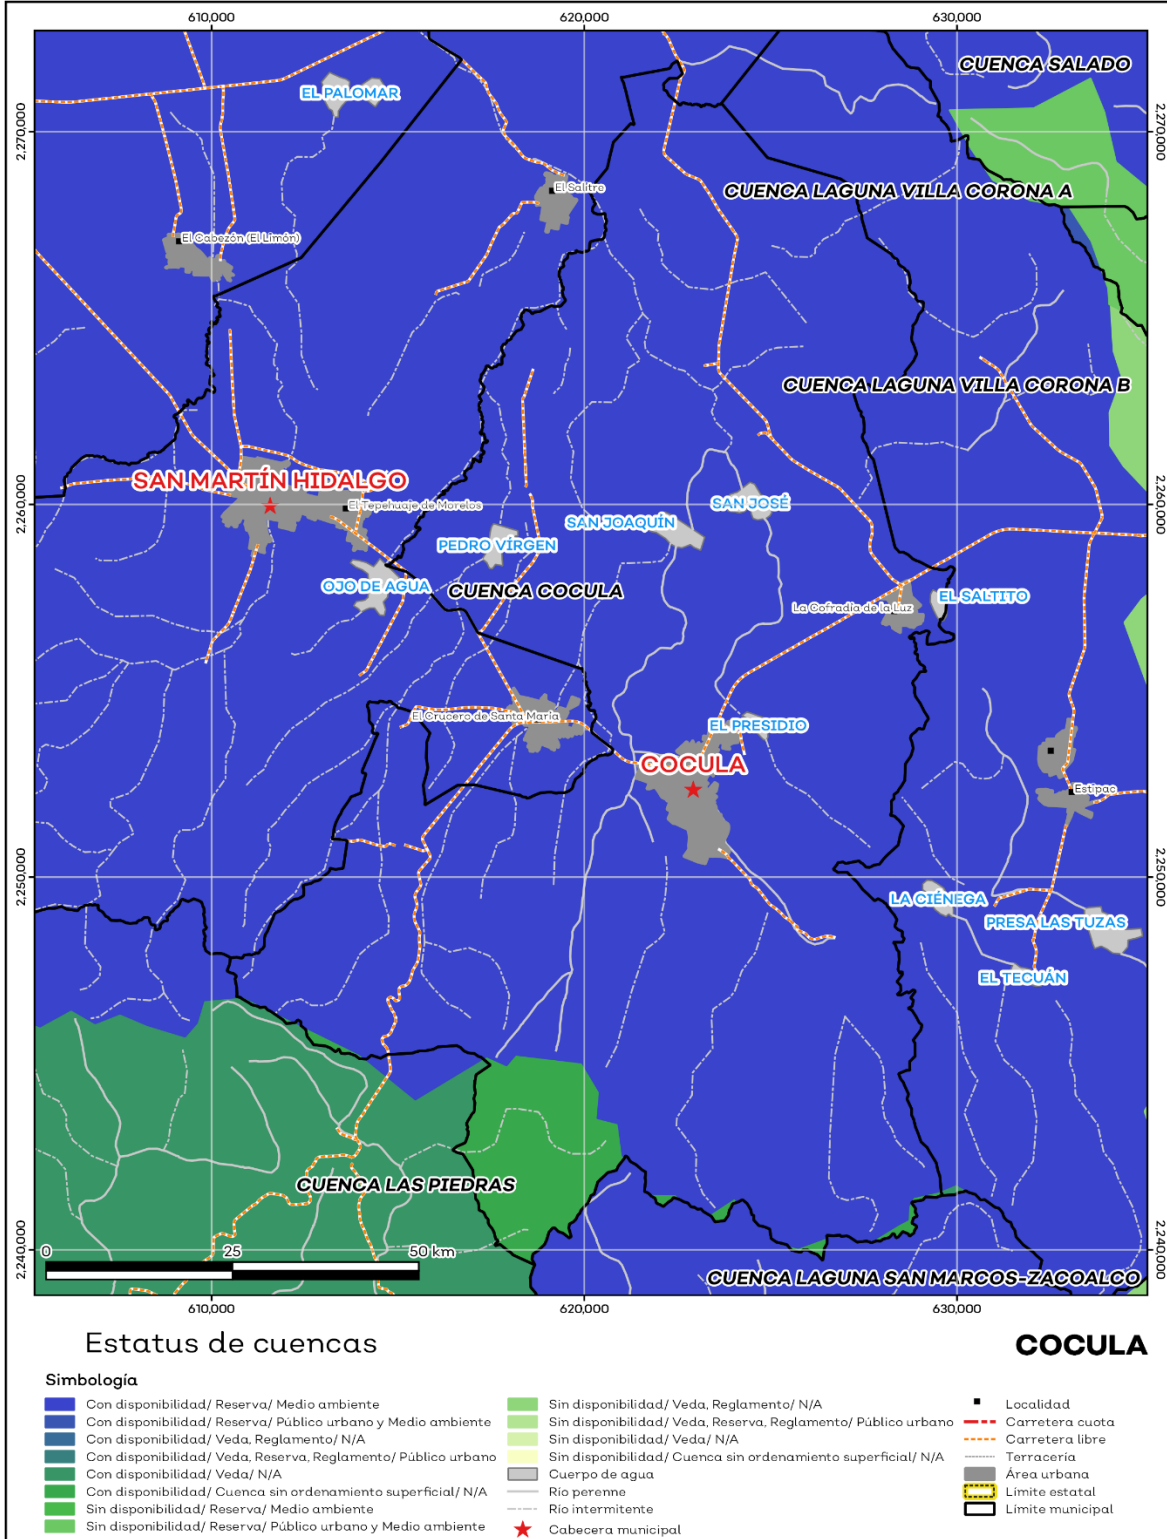 610,000
620,000
630,000
CUENCA SALADO
EL PALOMAR
2,270,000
2,270,000
El Salitre
CUENCA LAGUNA VILLA CORONA A
El Cabezón (El Limón)
CUENCA LAGUNA VILLA CORONA B
SAN MARTÍN HIDALGO
El Tepehuaje de Morelos
SAN JOSÉ
2,260,000
2,260,000
SAN JOAQUÍN
PEDRO VÍRGEN
OJO DE AGUA
CUENCA COCULA
EL SALTITO
La Cofradía de la Luz
El Crucero de Santa María
EL PRESIDIO
COCULA
Estipac
2,250,000
2,250,000
LA CIÉNEGA
PRESA LAS TUZAS
EL TECUÁN
CUENCA LAS PIEDRAS
2,240,000
2,240,000
0
25
50 km
CUENCA LAGUNA SAN MARCOS-ZACOALCO
610,000
620,000
630,000
Estatus de cuencas
COCULA
Simbología
Con disponibilidad/ Reserva/ Medio ambiente
Con disponibilidad/ Reserva/ Público urbano y Medio ambiente
Con disponibilidad/ Veda, Reglamento/ N/A
Con disponibilidad/ Veda, Reserva, Reglamento/ Público urbano
Con disponibilidad/ Veda/ N/A
Con disponibilidad/ Cuenca sin ordenamiento superficial/ N/A
Sin disponibilidad/ Reserva/ Medio ambiente
Sin disponibilidad/ Reserva/ Público urbano y Medio ambiente
Sin disponibilidad/ Veda, Reglamento/ N/A
Sin disponibilidad/ Veda, Reserva, Reglamento/ Público urbano
Sin disponibilidad/ Veda/ N/A
Sin disponibilidad/ Cuenca sin ordenamiento superficial/ N/A
Cuerpo de agua
Río perenne
Río intermitente
Cabecera municipal
Localidad
Carretera cuota
Carretera libre
Terracería
Área urbana
Límite estatal
Límite municipal